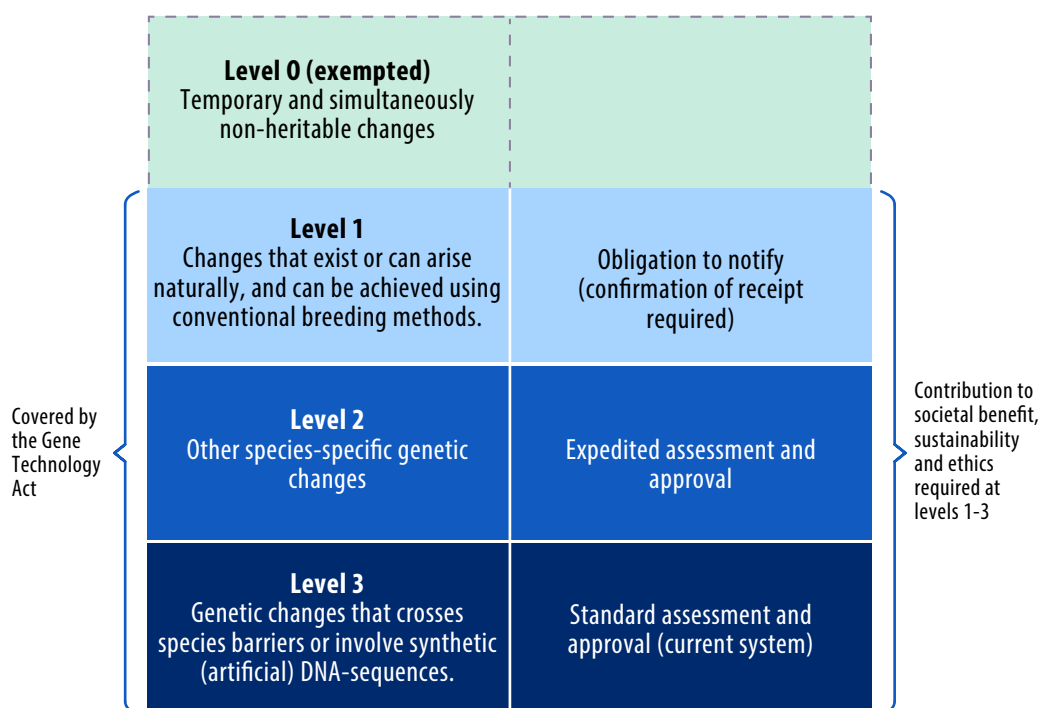 Level 0 (exempted)
Temporary and simultaneously
non-heritable changes
Level 1
Changes that exist or can arise
naturally, and can be achieved using
conventional breeding methods.
Obligation to notify
(confirmation of receipt
required)
Covered by
the Gene
Technology
Act
Level 2
Other species-specific genetic
changes
Expedited assessment and
approval
Contribution to
societal benefit,
sustainability
and ethics
required at
levels 1-3
Level 3
Genetic changes that crosses
species barriers or involve synthetic
(artificial) DNA-sequences.
Standard assessment and
approval (current system)